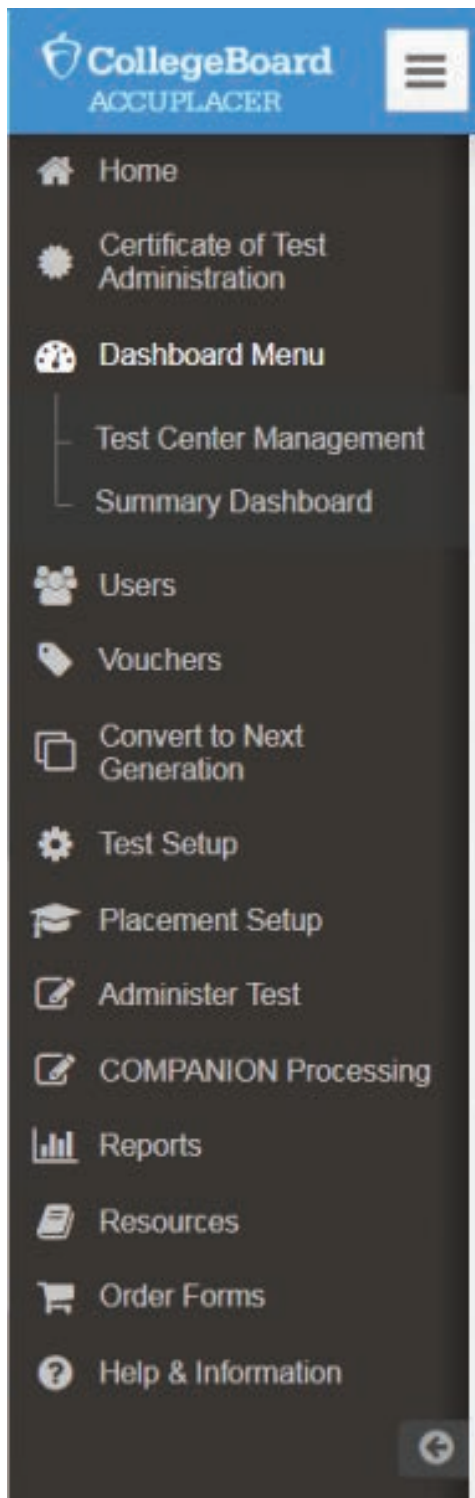 CollegeBoard
ACCUPLACER
Home
Certificate of Test
Administration
Dashboard Menu
Test Center Management
Summary Dashboard
Users
Vouchers
Convert to Next
Generation
Test Setup
Placement Setup
Administer Test
COMPANION Processing
Reports
Resources
Order Forms
Help & Information